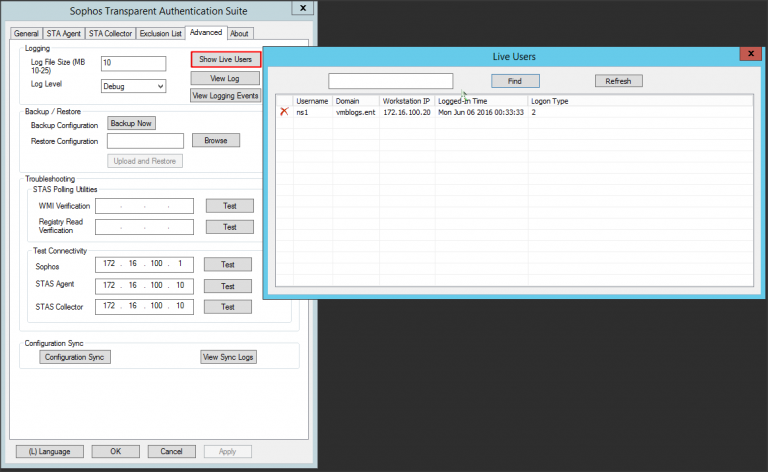 Sophos Transparent Authentication Suite
x
General STA Agent STA Collector Exclusion List Advanced About
Logging
Log File Size (MB
10-25)
10
Show Live Users
Log Level
Debug
View Log
View Logging Events
Backup / Restore
Backup Configuration
Backup Now
Restore Configuration
Browse
Upload and Restore
Troubleshooting
STAS Polling Utilities
WMI Verification
. . .
Test
Registry Read
Verification
. . .
Test
Test Connectivity
Sophos
172 . 16 . 100 . 1
Test
STAS Agent
172 . 16 . 100 . 10
Test
STAS Collector
172 . 16 . 100 . 10
Test
Configuration Sync
Configuration Sync
View Sync Logs
(L) Language OK Cancel Apply
Live Users
x
Find Refresh
Username Domain Workstation IP Logged-In Time Logon Type
ns1 vmblogs.ent 172.16.100.20 Mon Jun 06 2016 00:33:33 2